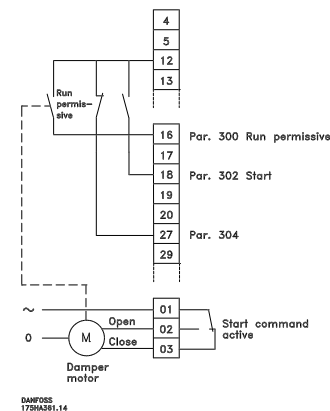 4
5
12
13
Run
permis-
sive
16 Par. 300 Run permissive
17
18 Par. 302 Start
19
20
27 Par. 304
29
~ 01
Open 02 Start command
active
0 M Close 03
Damper
motor
DANFOSS
175HA361.14